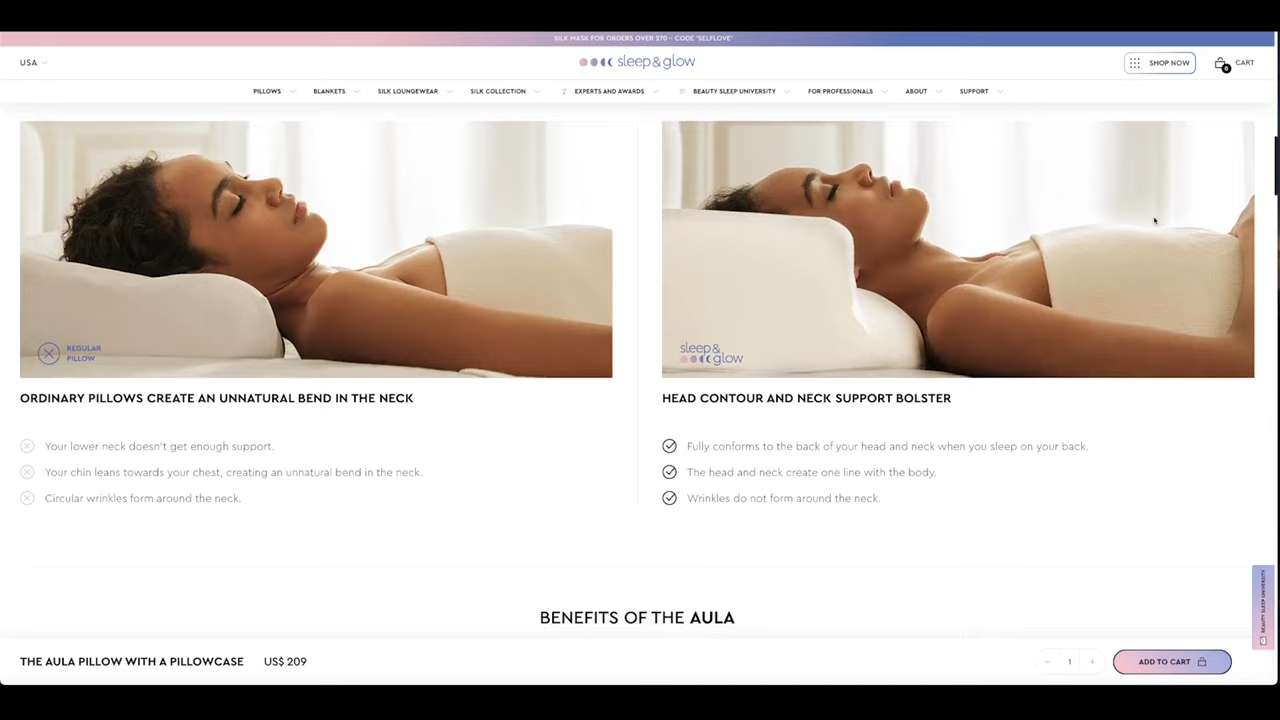 SILK MASK FOR ORDERS OVER 270 - CODE 'SELFLOVE'
USA
sleep & glow
SHOP NOW
0
CART
PILLOWS
BLANKETS
SILK LOUNGEWEAR
SILK COLLECTION
EXPERTS AND AWARDS
BEAUTY SLEEP UNIVERSITY
FOR PROFESSIONALS
ABOUT
SUPPORT
REGULAR
PILLOW
sleep &
glow
ORDINARY PILLOWS CREATE AN UNNATURAL BEND IN THE NECK
Your lower neck doesn't get enough support.
Your chin leans towards your chest, creating an unnatural bend in the neck.
Circular wrinkles form around the neck.
HEAD CONTOUR AND NECK SUPPORT BOLSTER
Fully conforms to the back of your head and neck when you sleep on your back.
The head and neck create one line with the body.
Wrinkles do not form around the neck.
BEAUTY SLEEP UNIVERSITY
BENEFITS OF THE AULA
THE AULA PILLOW WITH A PILLOWCASE
US$ 209
− 1 +
ADD TO CART